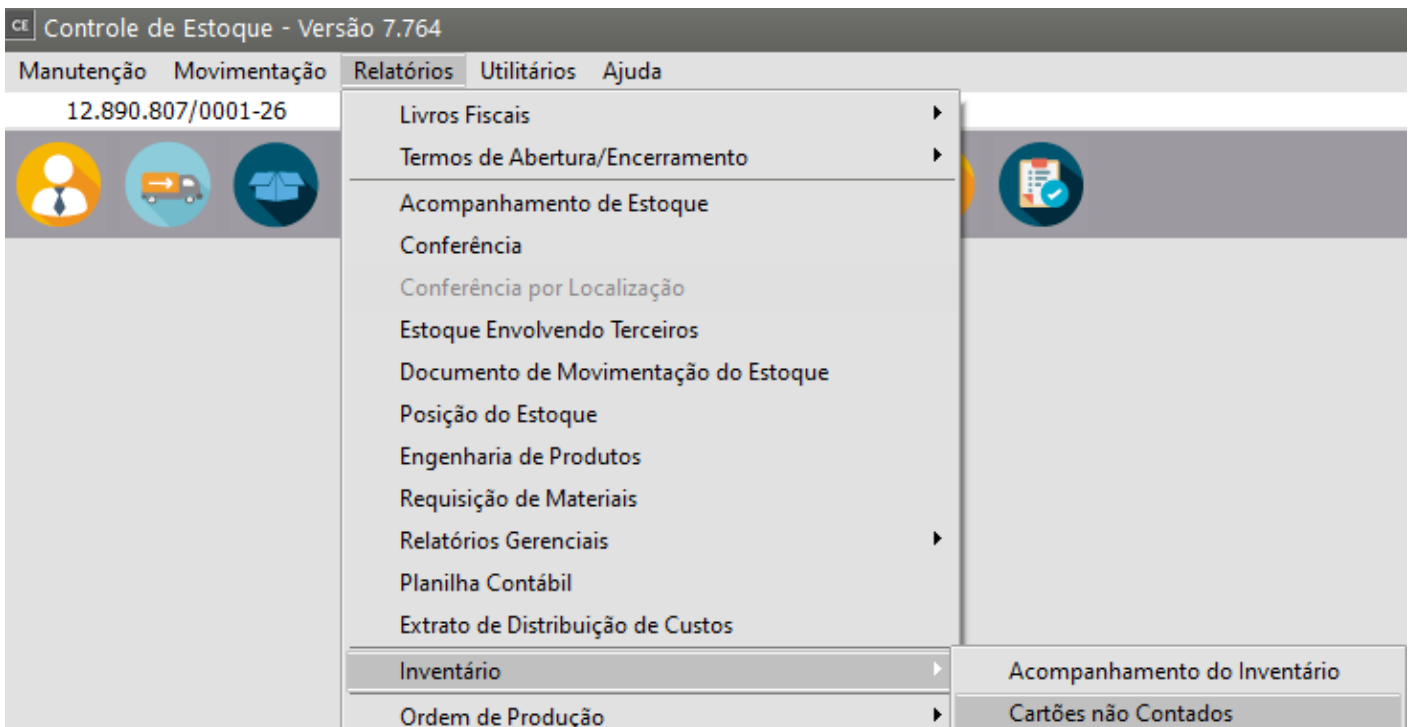 CE Controle de Estoque - Versão 7.764
Manutenção Movimentação Relatórios Utilitários Ajuda
12.890.807/0001-26
Livros Fiscais
Termos de Abertura/Encerramento
Acompanhamento de Estoque
Conferência
Conferência por Localização
Estoque Envolvendo Terceiros
Documento de Movimentação do Estoque
Posição do Estoque
Engenharia de Produtos
Requisição de Materiais
Relatórios Gerenciais
Planilha Contábil
Extrato de Distribuição de Custos
Inventário
Acompanhamento do Inventário
Ordem de Produção
Cartões não Contados